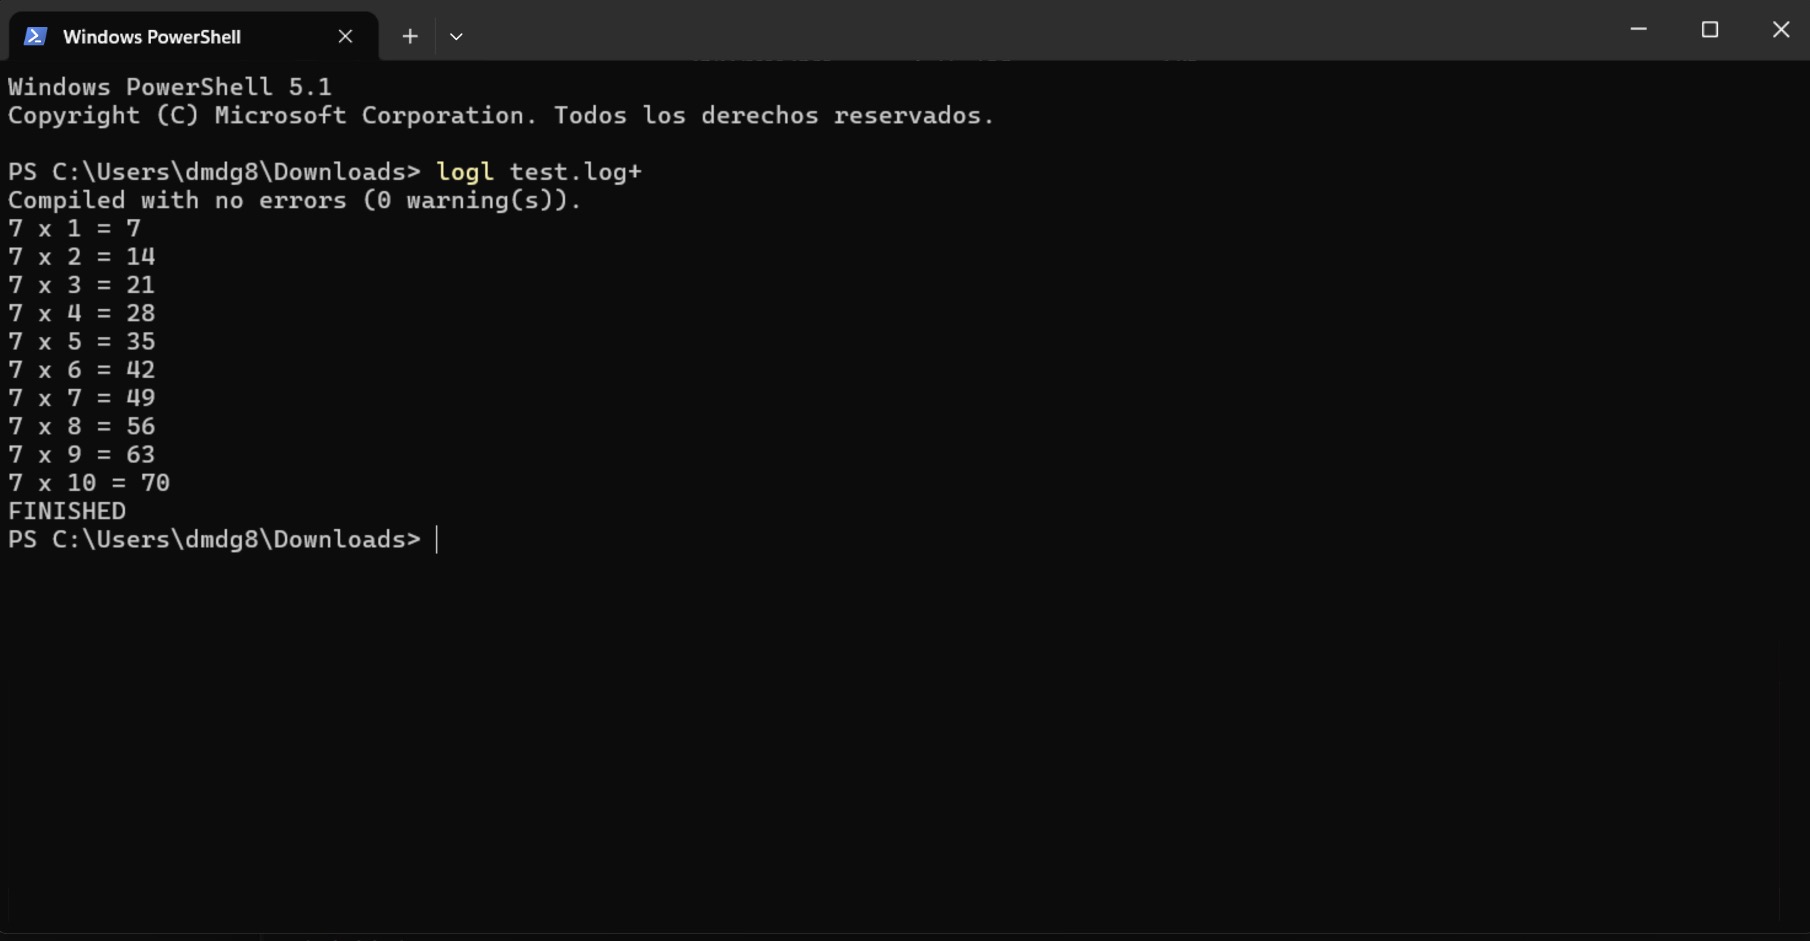 Windows PowerShell
Windows PowerShell 5.1
Copyright (C) Microsoft Corporation. Todos los derechos reservados.
PS C:\Users\dmdg8\Downloads> logl test.log+
Compiled with no errors (0 warning(s)).
7 x 1 = 7
7 x 2 = 14
7 x 3 = 21
7 x 4 = 28
7 x 5 = 35
7 x 6 = 42
7 x 7 = 49
7 x 8 = 56
7 x 9 = 63
7 x 10 = 70
FINISHED
PS C:\Users\dmdg8\Downloads>